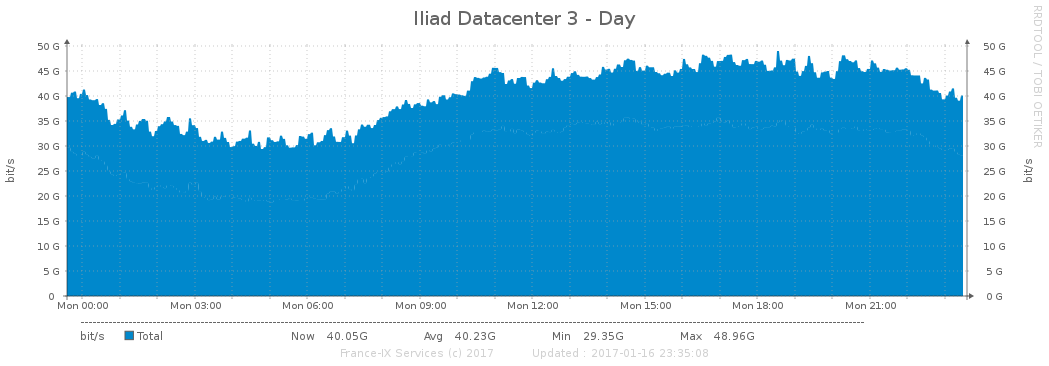 Iliad Datacenter 3 - Day
RRDTOOL / TOBI OETIKER
bit/s
bit/s
50 G
45 G
40 G
35 G
30 G
25 G
20 G
15 G
10 G
5 G
0
50 G
45 G
40 G
35 G
30 G
25 G
20 G
15 G
10 G
5 G
0 G
Mon 00:00 Mon 03:00 Mon 06:00 Mon 09:00 Mon 12:00 Mon 15:00 Mon 18:00 Mon 21:00
bit/s Total Now 40.05G Avg 40.23G Min 29.35G Max 48.96G
France-IX Services (c) 2017 Updated : 2017-01-16 23:35:08